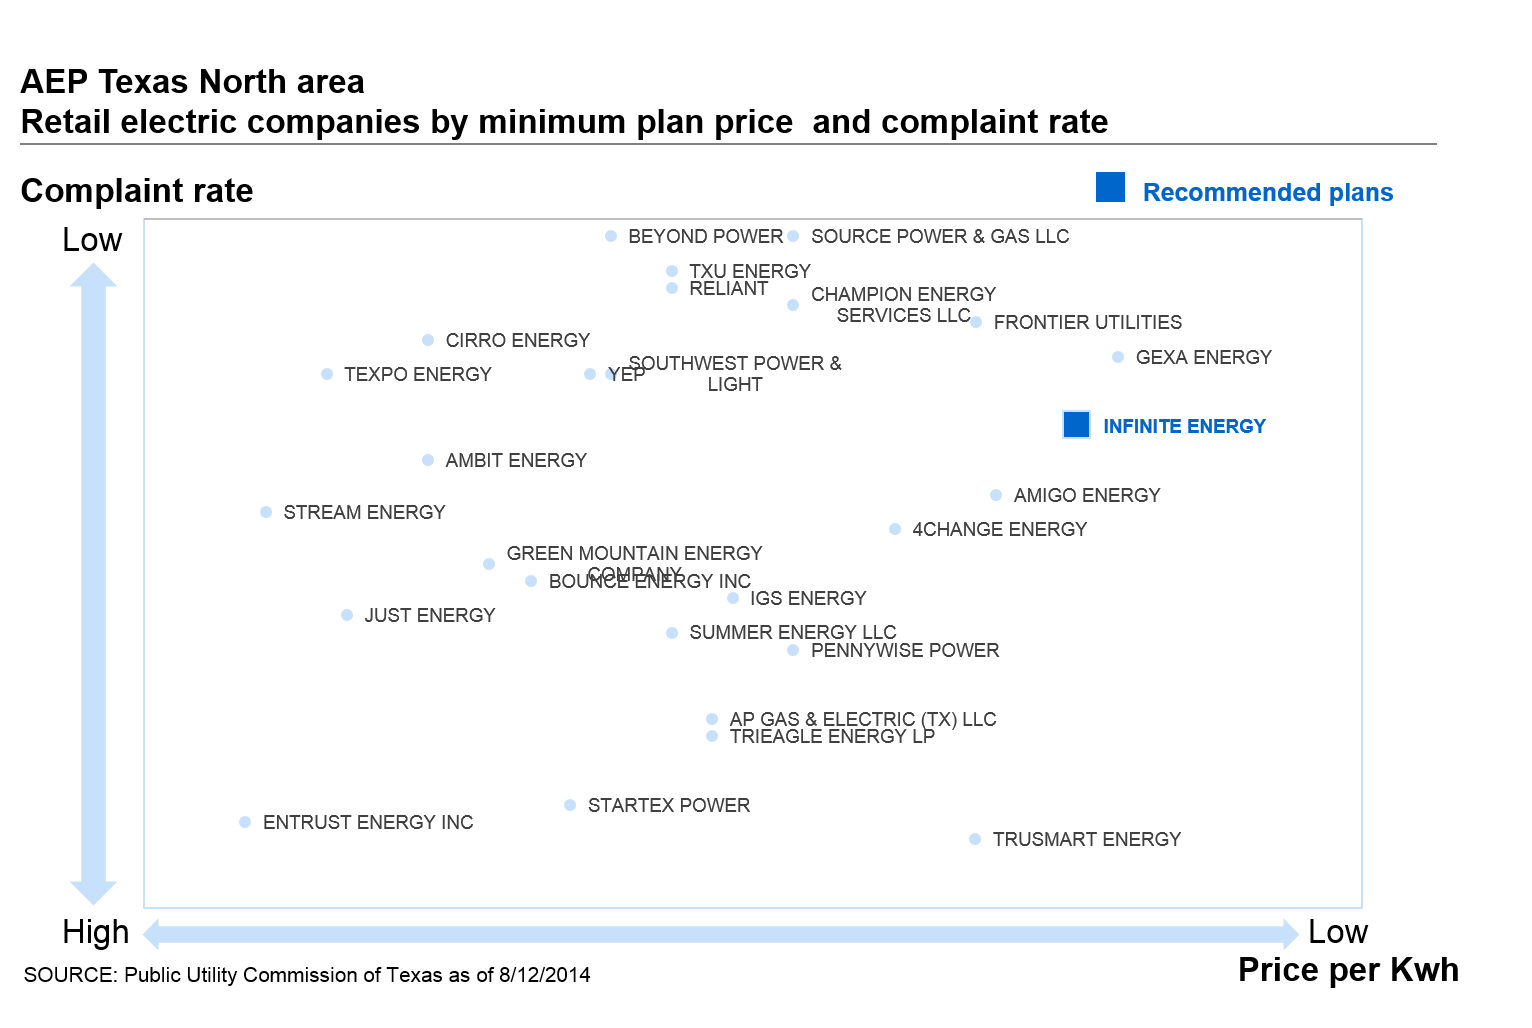 AEP Texas North area
Retail electric companies by minimum plan price  and complaint rate
Complaint rate
Recommended plans
Low
BEYOND POWER
SOURCE POWER & GAS LLC
TXU ENERGY
RELIANT
CHAMPION ENERGY
SERVICES LLC
FRONTIER UTILITIES
CIRRO ENERGY
GEXA ENERGY
TEXPO ENERGY
YEP
SOUTHWEST POWER &
LIGHT
INFINITE ENERGY
AMBIT ENERGY
AMIGO ENERGY
STREAM ENERGY
4CHANGE ENERGY
GREEN MOUNTAIN ENERGY
COMPANY
BOUNCE ENERGY INC
IGS ENERGY
JUST ENERGY
SUMMER ENERGY LLC
PENNYWISE POWER
AP GAS & ELECTRIC (TX) LLC
TRIEAGLE ENERGY LP
STARTEX POWER
ENTRUST ENERGY INC
TRUSMART ENERGY
High
Low
Price per Kwh
SOURCE: Public Utility Commission of Texas as of 8/12/2014